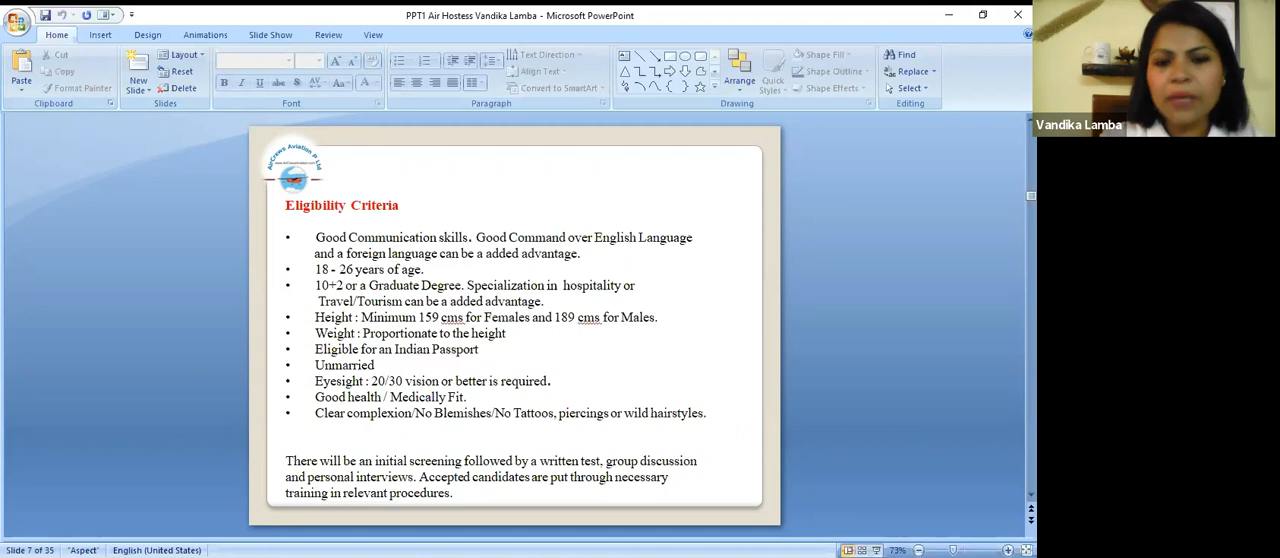 PPT1 Air Hostess Vandika Lamba - Microsoft PowerPoint
Home Insert Design Animations Slide Show Review View
Cut
Copy
Format Painter
Paste
Clipboard
New
Slide
Layout
Reset
Delete
Slides
B I U abc S AV Aa A
Font
Text Direction
Align Text
Convert to SmartArt
Paragraph
Arrange
Quick
Styles
Shape Fill
Shape Outline
Shape Effects
Drawing
Find
Replace
Select
Editing
Vandika Lamba
AirCrews Aviation P Ltd
Eligibility Criteria
• Good Communication skills. Good Command over English Language
and a foreign language can be a added advantage.
• 18 - 26 years of age.
• 10+2 or a Graduate Degree. Specialization in hospitality or
Travel/Tourism can be a added advantage.
• Height : Minimum 159 cms for Females and 189 cms for Males.
• Weight : Proportionate to the height
• Eligible for an Indian Passport
• Unmarried
• Eyesight : 20/30 vision or better is required.
• Good health / Medically Fit.
• Clear complexion/No Blemishes/No Tattoos, piercings or wild hairstyles.
There will be an initial screening followed by a written test, group discussion
and personal interviews. Accepted candidates are put through necessary
training in relevant procedures.
Slide 7 of 35 "Aspect" English (United States) 73%